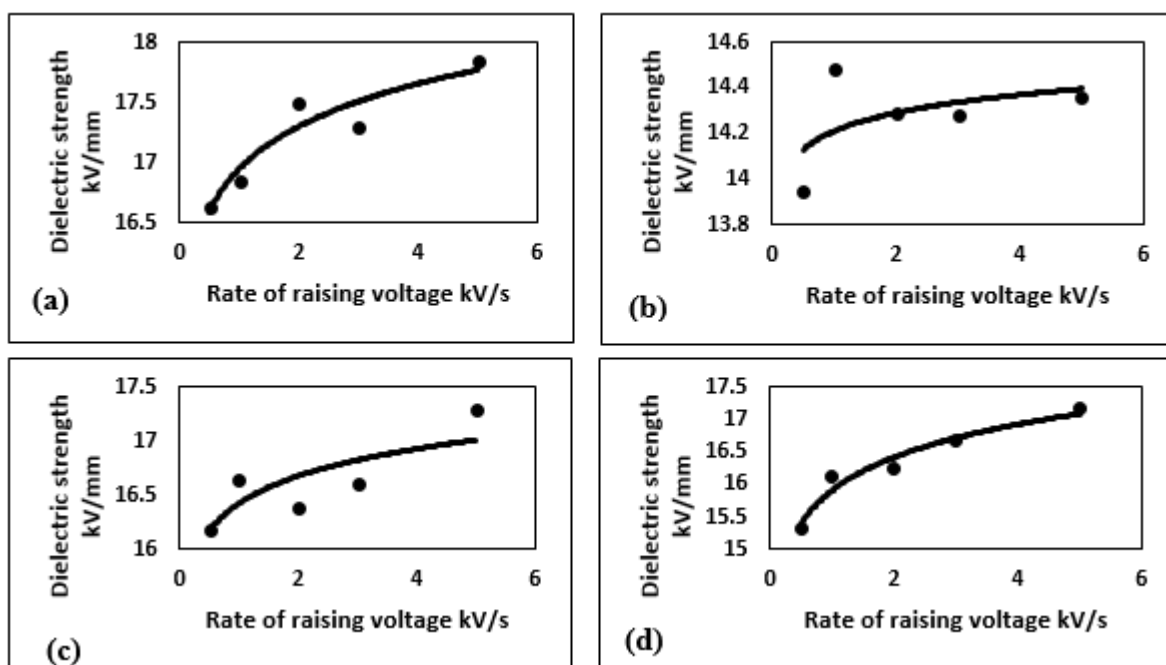 18
17.5
17
16.5
0 2 4 6
Dielectric strength
kV/mm
Rate of raising voltage kV/s
(a)
14.6
14.4
14.2
14
13.8
0 2 4 6
Dielectric strength
kV/mm
Rate of raising voltage kV/s
(b)
17.5
17
16.5
16
0 2 4 6
Dielectric strength
kV/mm
Rate of raising voltage kV/s
(c)
17.5
17
16.5
16
15.5
15
0 2 4 6
Dielectric strength
kV/mm
Rate of raising voltage kV/s
(d)